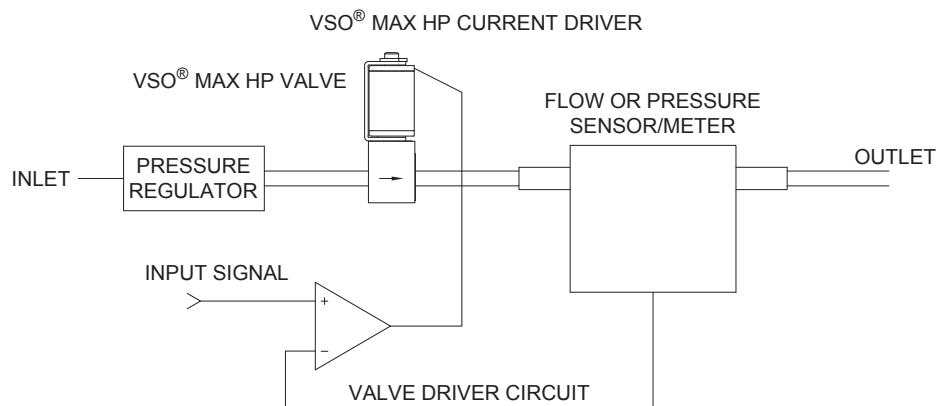 VSO® MAX HP CURRENT DRIVER
VSO® MAX HP VALVE
FLOW OR PRESSURE
SENSOR/METER
OUTLET
INLET
PRESSURE
REGULATOR
INPUT SIGNAL
+
−
VALVE DRIVER CIRCUIT